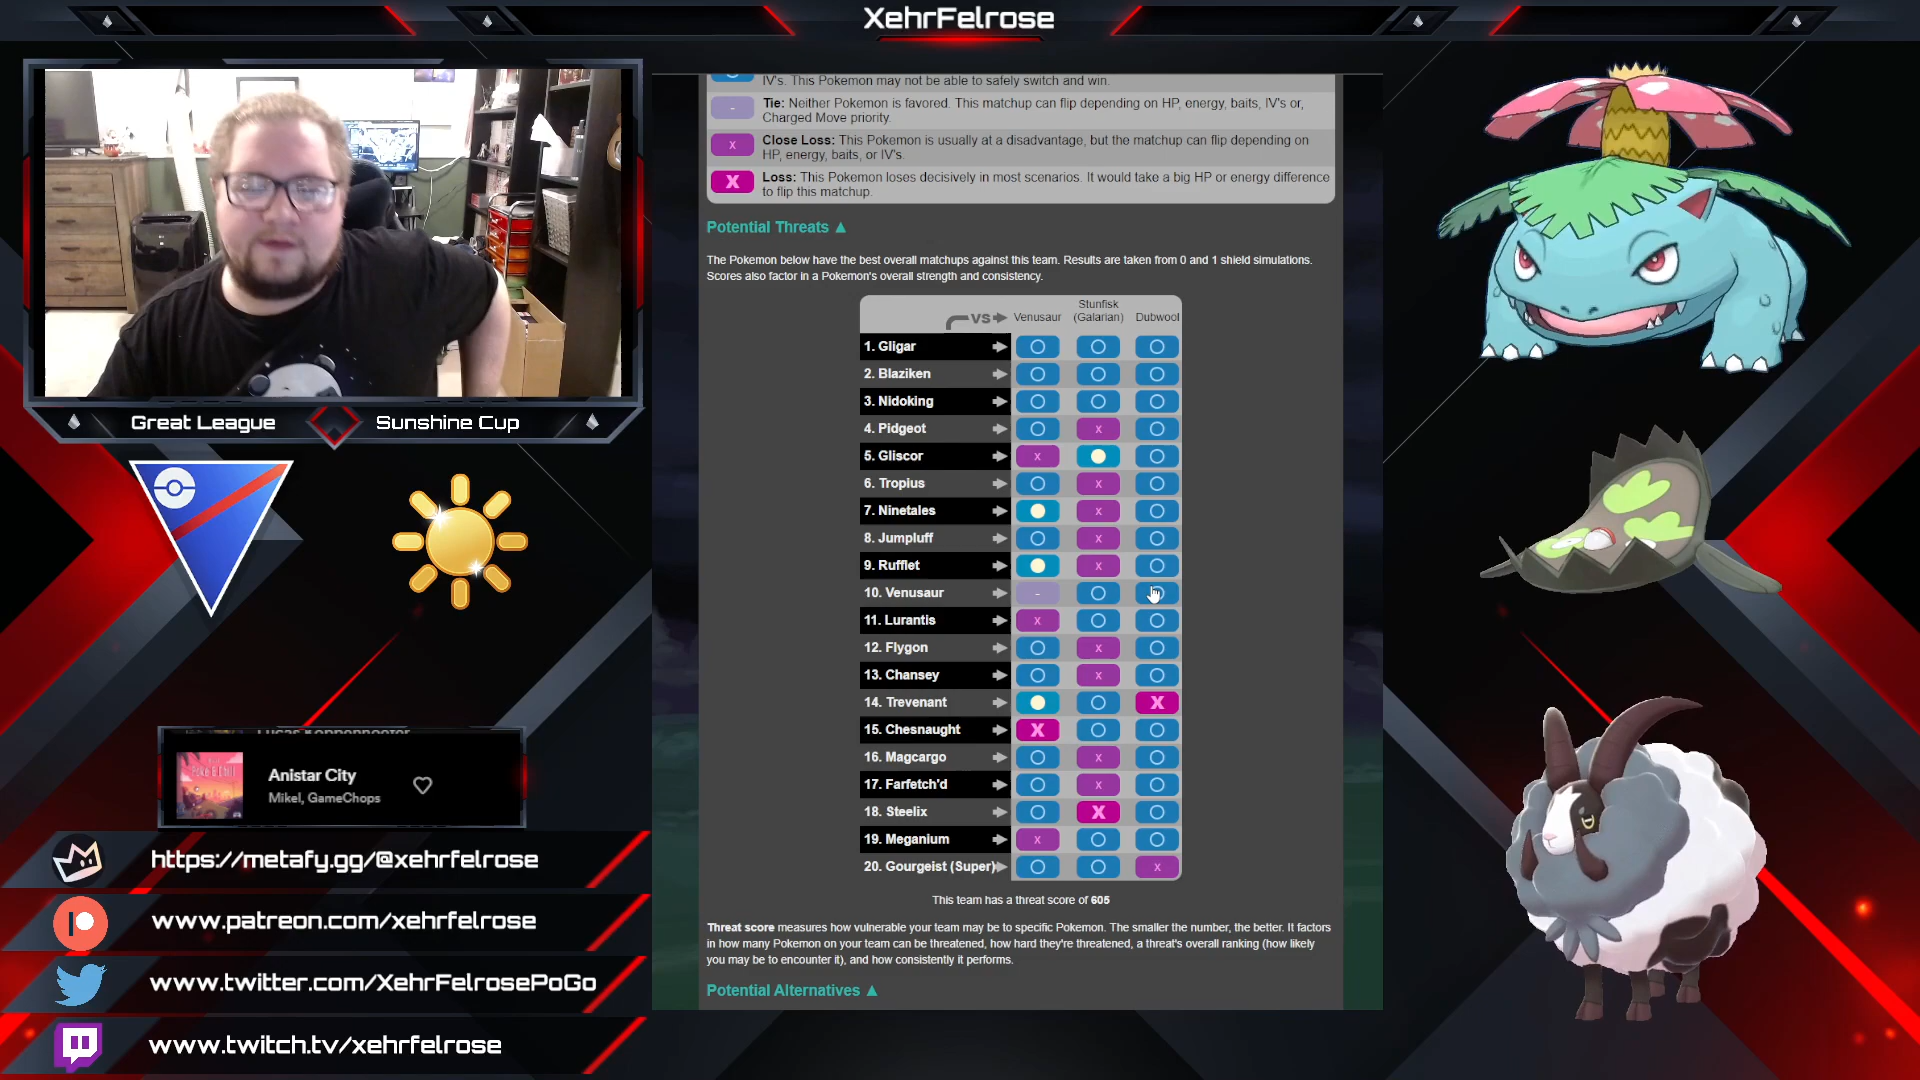 XehrFelrose
IV's. This Pokemon may not be able to safely switch and win.
- Tie: Neither Pokemon is favored. This matchup can flip depending on HP, energy, baits, IV's or,
Charged Move priority.
x Close Loss: This Pokemon is usually at a disadvantage, but the matchup can flip depending on
HP, energy, baits, or IV's.
X Loss: This Pokemon loses decisively in most scenarios. It would take a big HP or energy difference
to flip this matchup.
Potential Threats ▲
The Pokemon below have the best overall matchups against this team. Results are taken from 0 and 1 shield simulations.
Scores also factor in a Pokemon's overall strength and consistency.
VS Venusaur Stunfisk (Galarian) Dubwool
1. Gligar
2. Blaziken
3. Nidoking
4. Pidgeot x
5. Gliscor x
6. Tropius x
7. Ninetales x
8. Jumpluff x
9. Rufflet x
10. Venusaur -
11. Lurantis x
12. Flygon x
13. Chansey x
14. Trevenant X
15. Chesnaught X
16. Magcargo x
17. Farfetch'd x
18. Steelix X
19. Meganium x
20. Gourgeist (Super) x
This team has a threat score of 605
Threat score measures how vulnerable your team may be to specific Pokemon. The smaller the number, the better. It factors
in how many Pokemon on your team can be threatened, how hard they're threatened, a threat's overall ranking (how likely
you may be to encounter it), and how consistently it performs.
Potential Alternatives ▲
Great League Sunshine Cup
Anistar City
Mikel, GameChops
https://metafy.gg/@xehrfelrose
www.patreon.com/xehrfelrose
www.twitter.com/XehrFelrosePoGo
www.twitch.tv/xehrfelrose